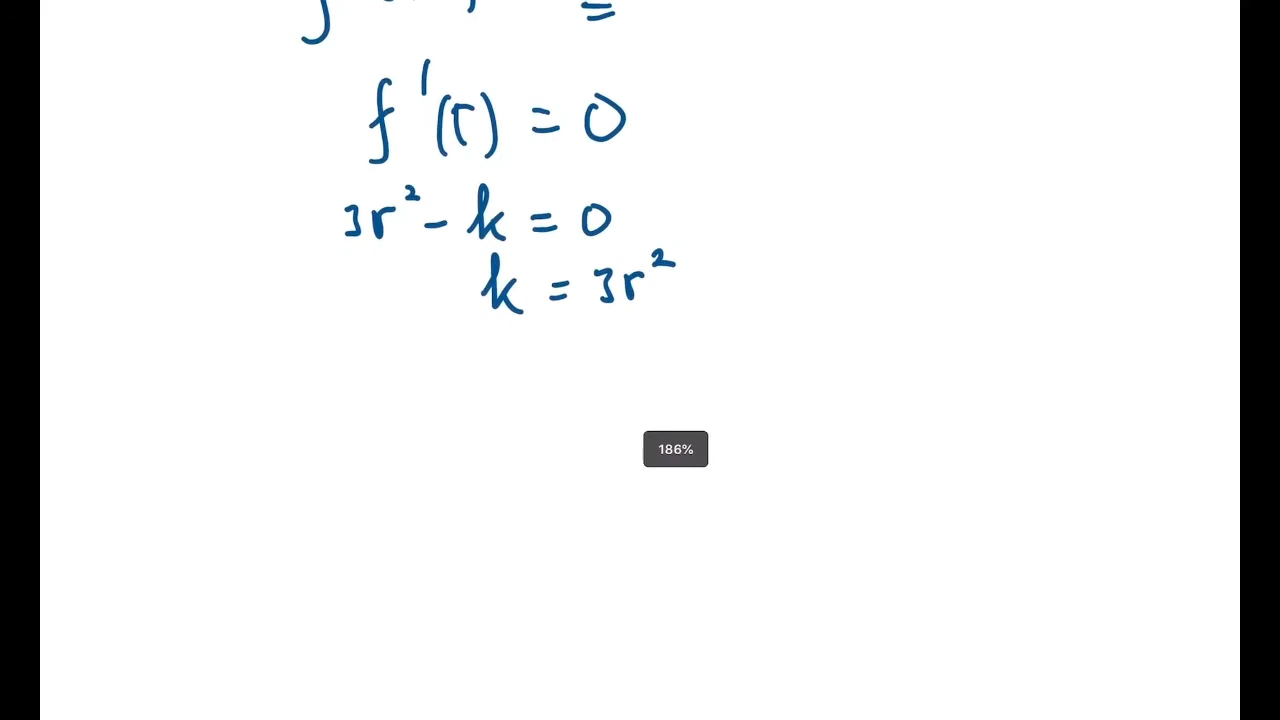 f'(r) = 0
3r² - k = 0
k = 3r²
186%